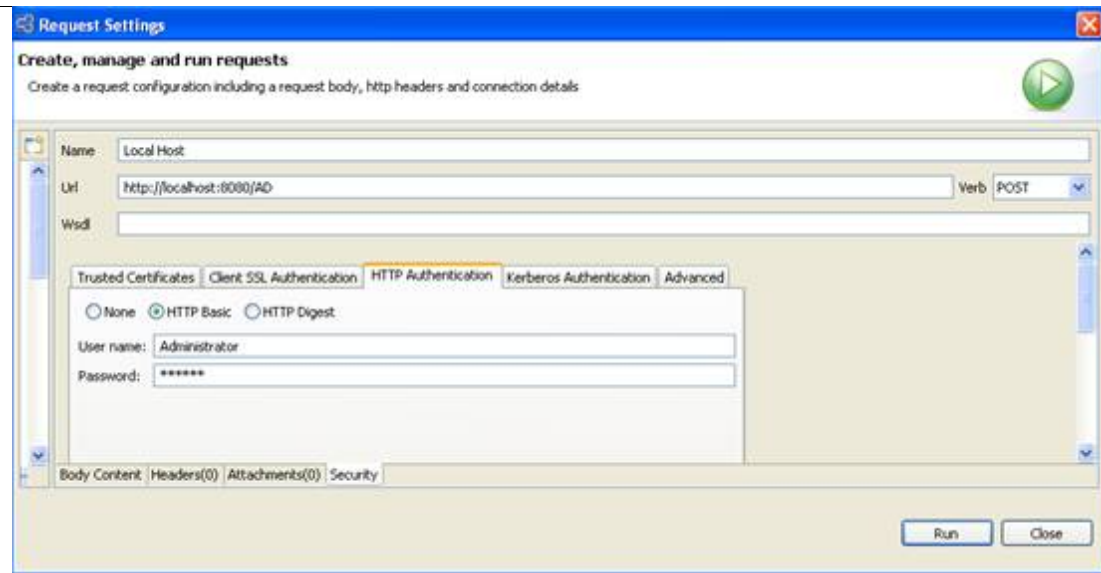 Request Settings
Create, manage and run requests
Create a request configuration including a request body, http headers and connection details
Name Local Host
Url http://localhost:8080/AD Verb POST
Wsdl
Trusted Certificates Client SSL Authentication HTTP Authentication Kerberos Authentication Advanced
None HTTP Basic HTTP Digest
User name: Administrator
Password: ******
Body Content Headers(0) Attachments(0) Security
Run Close